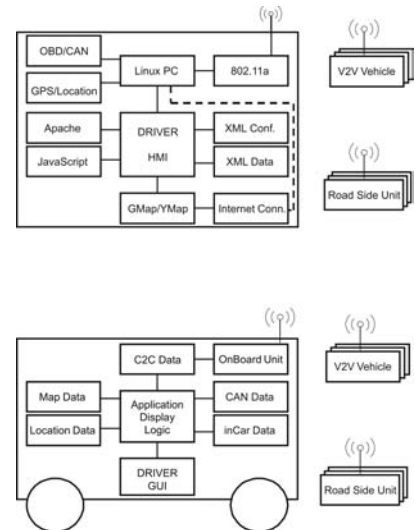 OBD/CAN
Linux PC
802.11a
V2V Vehicle
GPS/Location
Apache
DRIVER
HMI
XML Conf.
JavaScript
XML Data
Road Side Unit
GMap/YMap
Internet Conn.
C2C Data
OnBoard Unit
V2V Vehicle
Map Data
Application
Display
Logic
CAN Data
Location Data
inCar Data
DRIVER
GUI
Road Side Unit